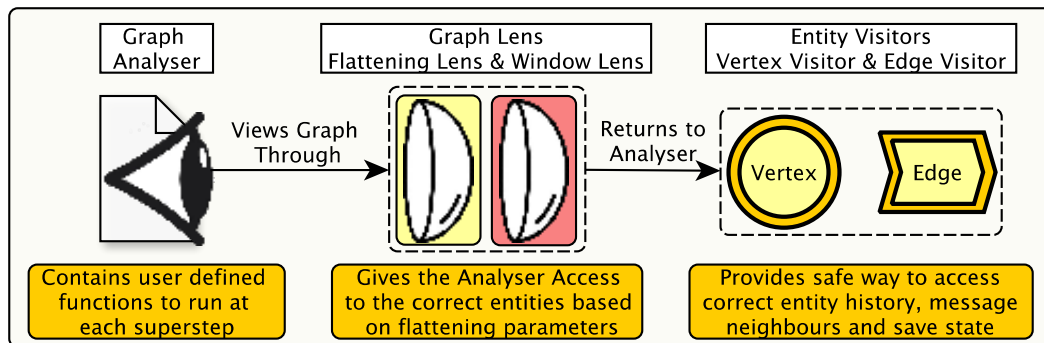 Graph
Analyser
Graph Lens
Flattening Lens & Window Lens
Entity Visitors
Vertex Visitor & Edge Visitor
Views Graph
Through
Returns to
Analyser
Vertex
Edge
Contains user defined
functions to run at
each superstep
Gives the Analyser Access
to the correct entities based
on flattening parameters
Provides safe way to access
correct entity history, message
neighbours and save state